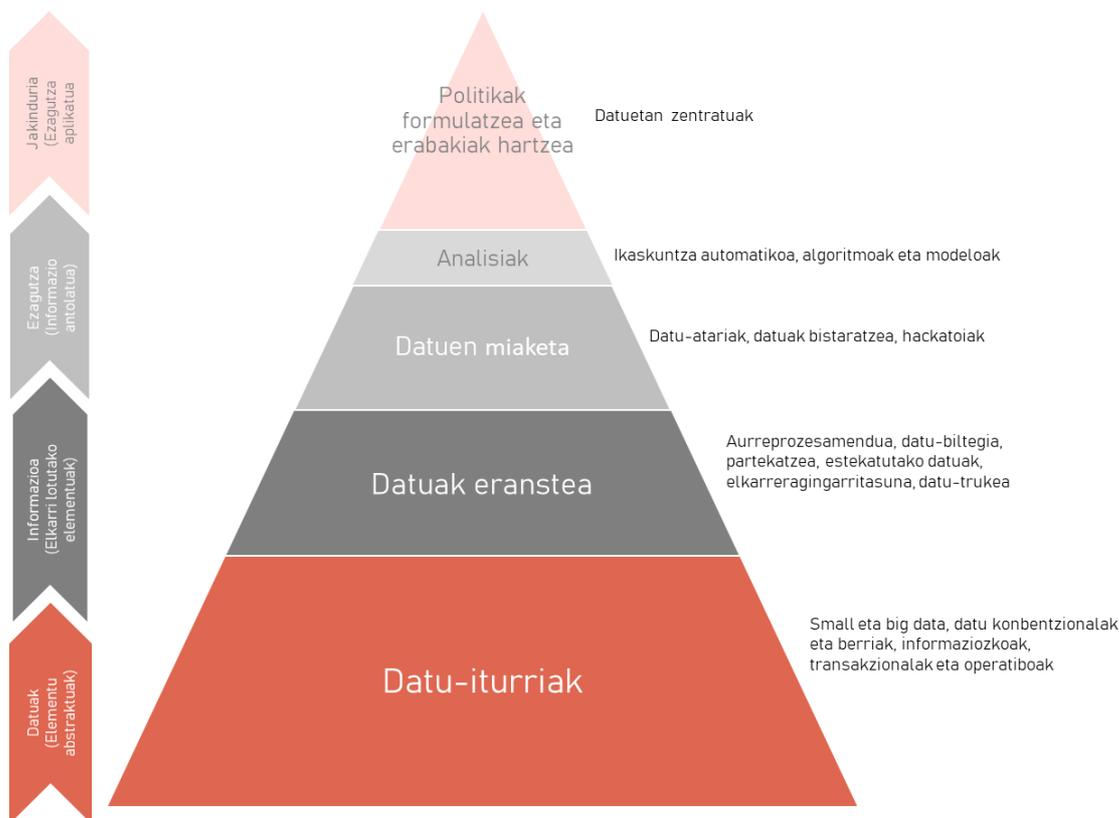 Jakinduria
(Ezagutza
aplikatua
Politikak
formulatzea eta
erabakiak hartzea
Datuetan zentratuak
Ezagutza
(Informazio
antolatua)
Analisiak
Ikaskuntza automatikoa, algoritmoak eta modeloak
Datuen miaketa
Datu-atariak, datuak bistaratzea, hackatoiak
Informazioa
(Elkarri lotutako
elementuak)
Datuak eranstea
Aurreprozesamendua, datu-biltegia,
partekatzea, estekatutako datuak,
elkarreragingarritasuna, datu-trukea
Datuak
(Elementu
abstraktuak)
Datu-iturriak
Small eta big data, datu konbentzionalak
eta berriak, informaziozkoak,
transakzionalak eta operatiboak